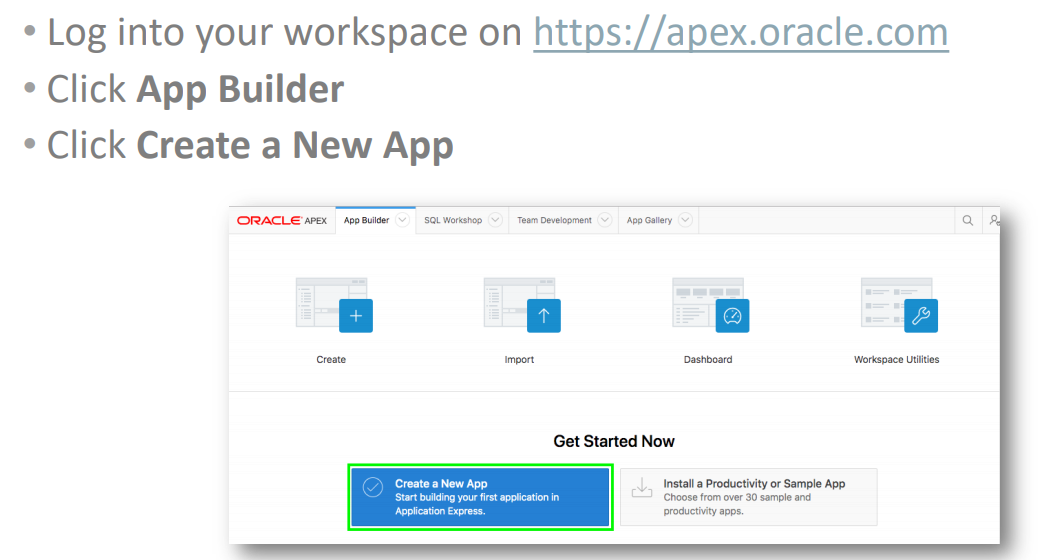 • Log into your workspace on https://apex.oracle.com
• Click App Builder
• Click Create a New App
ORACLE APEX App Builder SQL Workshop Team Development App Gallery
Create Import Dashboard Workspace Utilities
Get Started Now
Create a New App
Start building your first application in
Application Express.
Install a Productivity or Sample App
Choose from over 30 sample and
productivity apps.